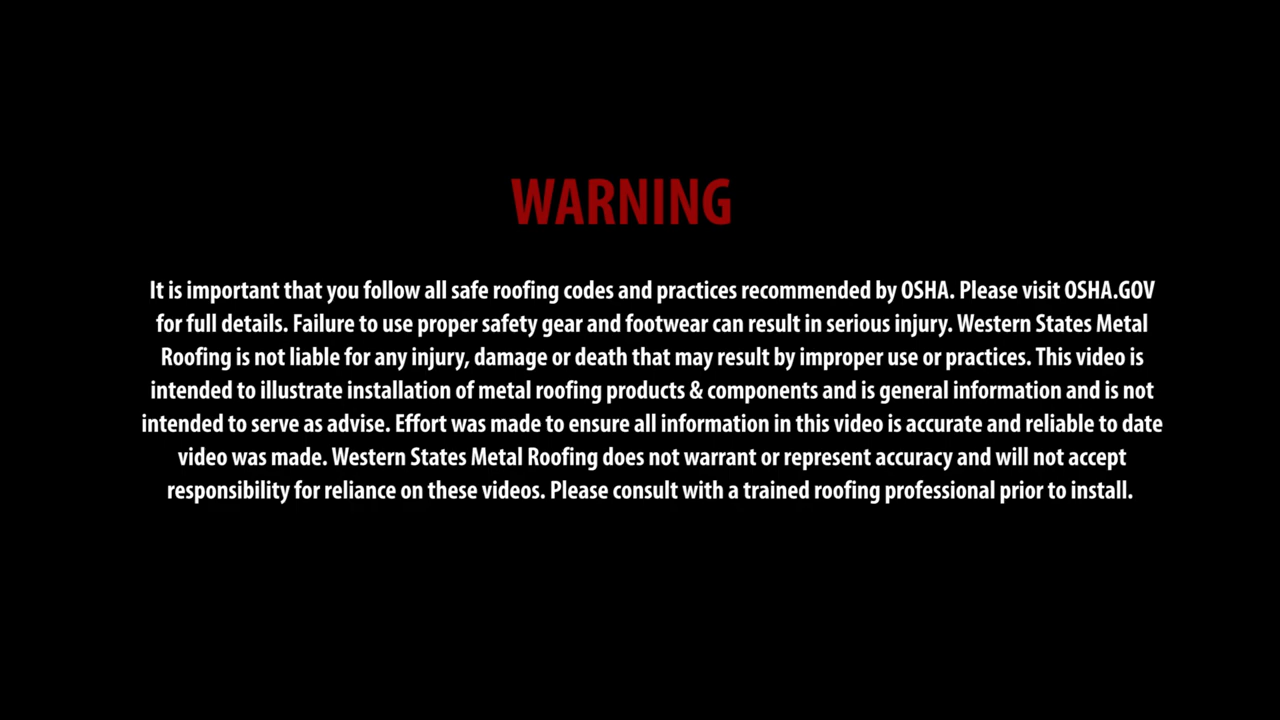 WARNING
It is important that you follow all safe roofing codes and practices recommended by OSHA. Please visit OSHA.GOV
for full details. Failure to use proper safety gear and footwear can result in serious injury. Western States Metal
Roofing is not liable for any injury, damage or death that may result by improper use or practices. This video is
intended to illustrate installation of metal roofing products & components and is general information and is not
intended to serve as advise. Effort was made to ensure all information in this video is accurate and reliable to date
video was made. Western States Metal Roofing does not warrant or represent accuracy and will not accept
responsibility for reliance on these videos. Please consult with a trained roofing professional prior to install.